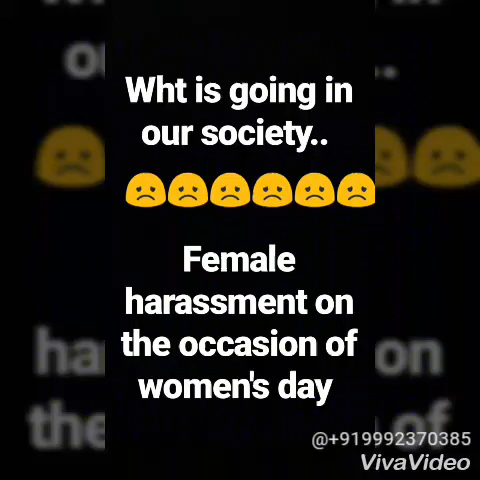 Wht is going in
our society..
😞😞😞😞😞😞
Female
harassment on
the occasion of
women's day
@+919992370385
VivaVideo